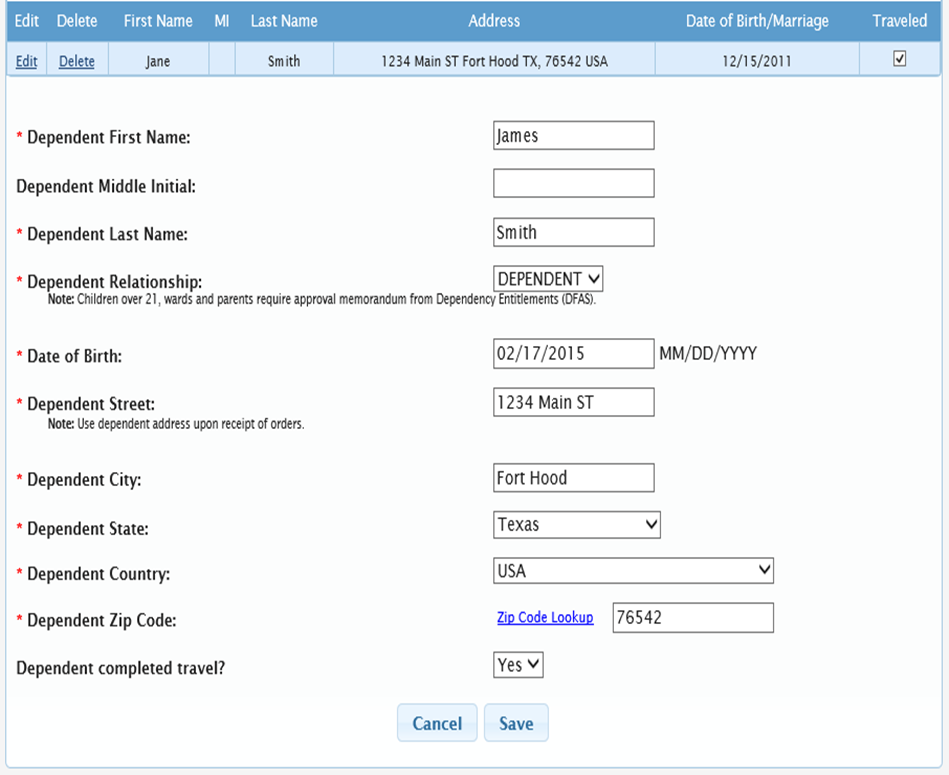 Edit Delete First Name MI Last Name Address Date of Birth/Marriage Traveled
Edit Delete Jane Smith 1234 Main ST Fort Hood TX, 76542 USA 12/15/2011
* Dependent First Name: James
Dependent Middle Initial:
* Dependent Last Name: Smith
* Dependent Relationship: DEPENDENT
Note: Children over 21, wards and parents require approval memorandum from Dependency Entitlements (DFAS).
* Date of Birth: 02/17/2015 MM/DD/YYYY
* Dependent Street: 1234 Main ST
Note: Use dependent address upon receipt of orders.
* Dependent City: Fort Hood
* Dependent State: Texas
* Dependent Country: USA
* Dependent Zip Code: Zip Code Lookup 76542
Dependent completed travel? Yes
Cancel Save